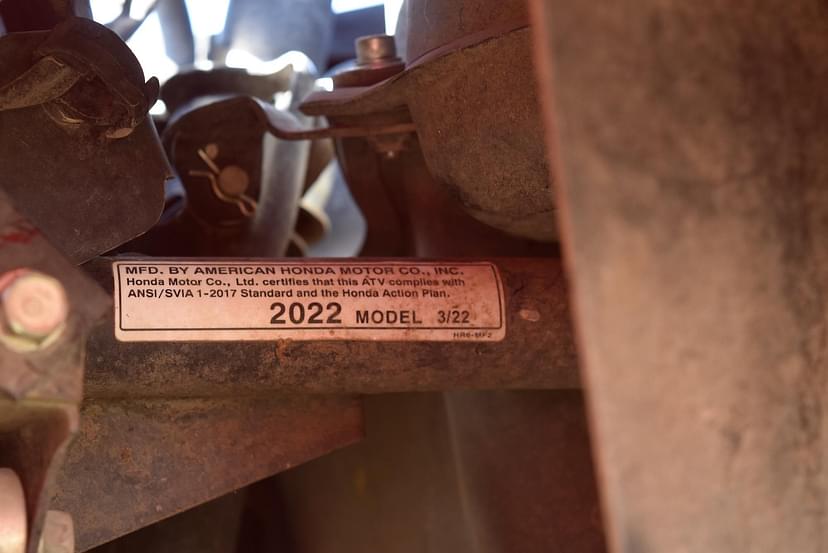 MFD. BY AMERICAN HONDA MOTOR CO., INC.
Honda Motor Co., Ltd. certifies that this ATV complies with
ANSI/SVIA 1-2017 Standard and the Honda Action Plan.
2022 MODEL 3/22